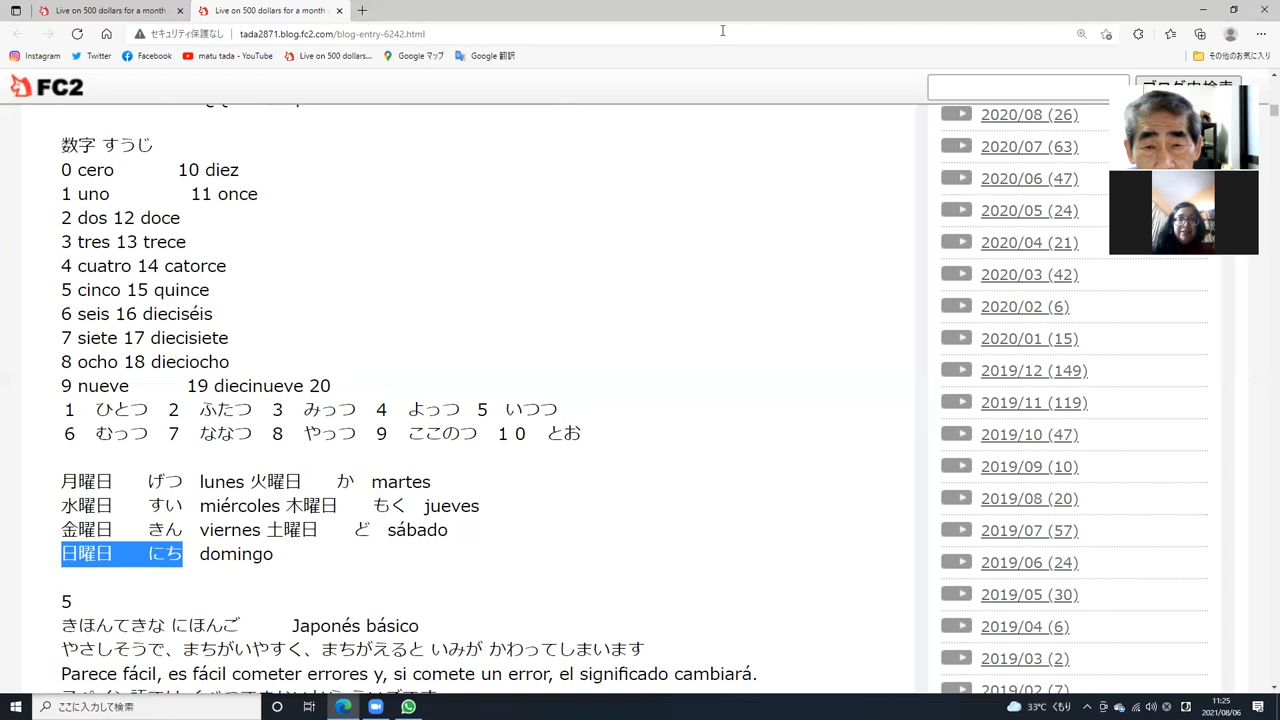 Live on 500 dollars for a month
Live on 500 dollars for a month
セキュリティ保護なし
tada2871.blog.fc2.com/blog-entry-6242.html
Instagram
Twitter
Facebook
matu tada - YouTube
Live on 500 dollars...
Google マップ
Google 翻訳
その他のお気に入り
FC2
数字 すうじ
0 cero 10 diez
1 uno 11 once
2 dos 12 doce
3 tres 13 trece
4 cuatro 14 catorce
5 cinco 15 quince
6 seis 16 dieciséis
7 siete 17 diecisiete
8 ocho 18 dieciocho
9 nueve 19 diecinueve 20
1 ひとつ 2 ふたつ 3 みっつ 4 よっつ 5 いつつ
6 むっつ 7 ななつ 8 やっつ 9 ここのつ 10 とお
月曜日 げつ lunes 火曜日 か martes
水曜日 すい miércoles 木曜日 もく jueves
金曜日 きん viernes 土曜日 ど sábado
日曜日 にち domingo
5
きほんてきな にほんご Japonés básico
やさしそうで、まちがいやすく、まちがえると いみが かわってしまいます
Parece fácil, es fácil cometer errores y, si comete un error, el significado cambiará.
2020/08 (26)
2020/07 (63)
2020/06 (47)
2020/05 (24)
2020/04 (21)
2020/03 (42)
2020/02 (6)
2020/01 (15)
2019/12 (149)
2019/11 (119)
2019/10 (47)
2019/09 (10)
2019/08 (20)
2019/07 (57)
2019/06 (24)
2019/05 (30)
2019/04 (6)
2019/03 (2)
2019/02 (7)
ここに入力して検索
33°C くもり
11:25
2021/08/06